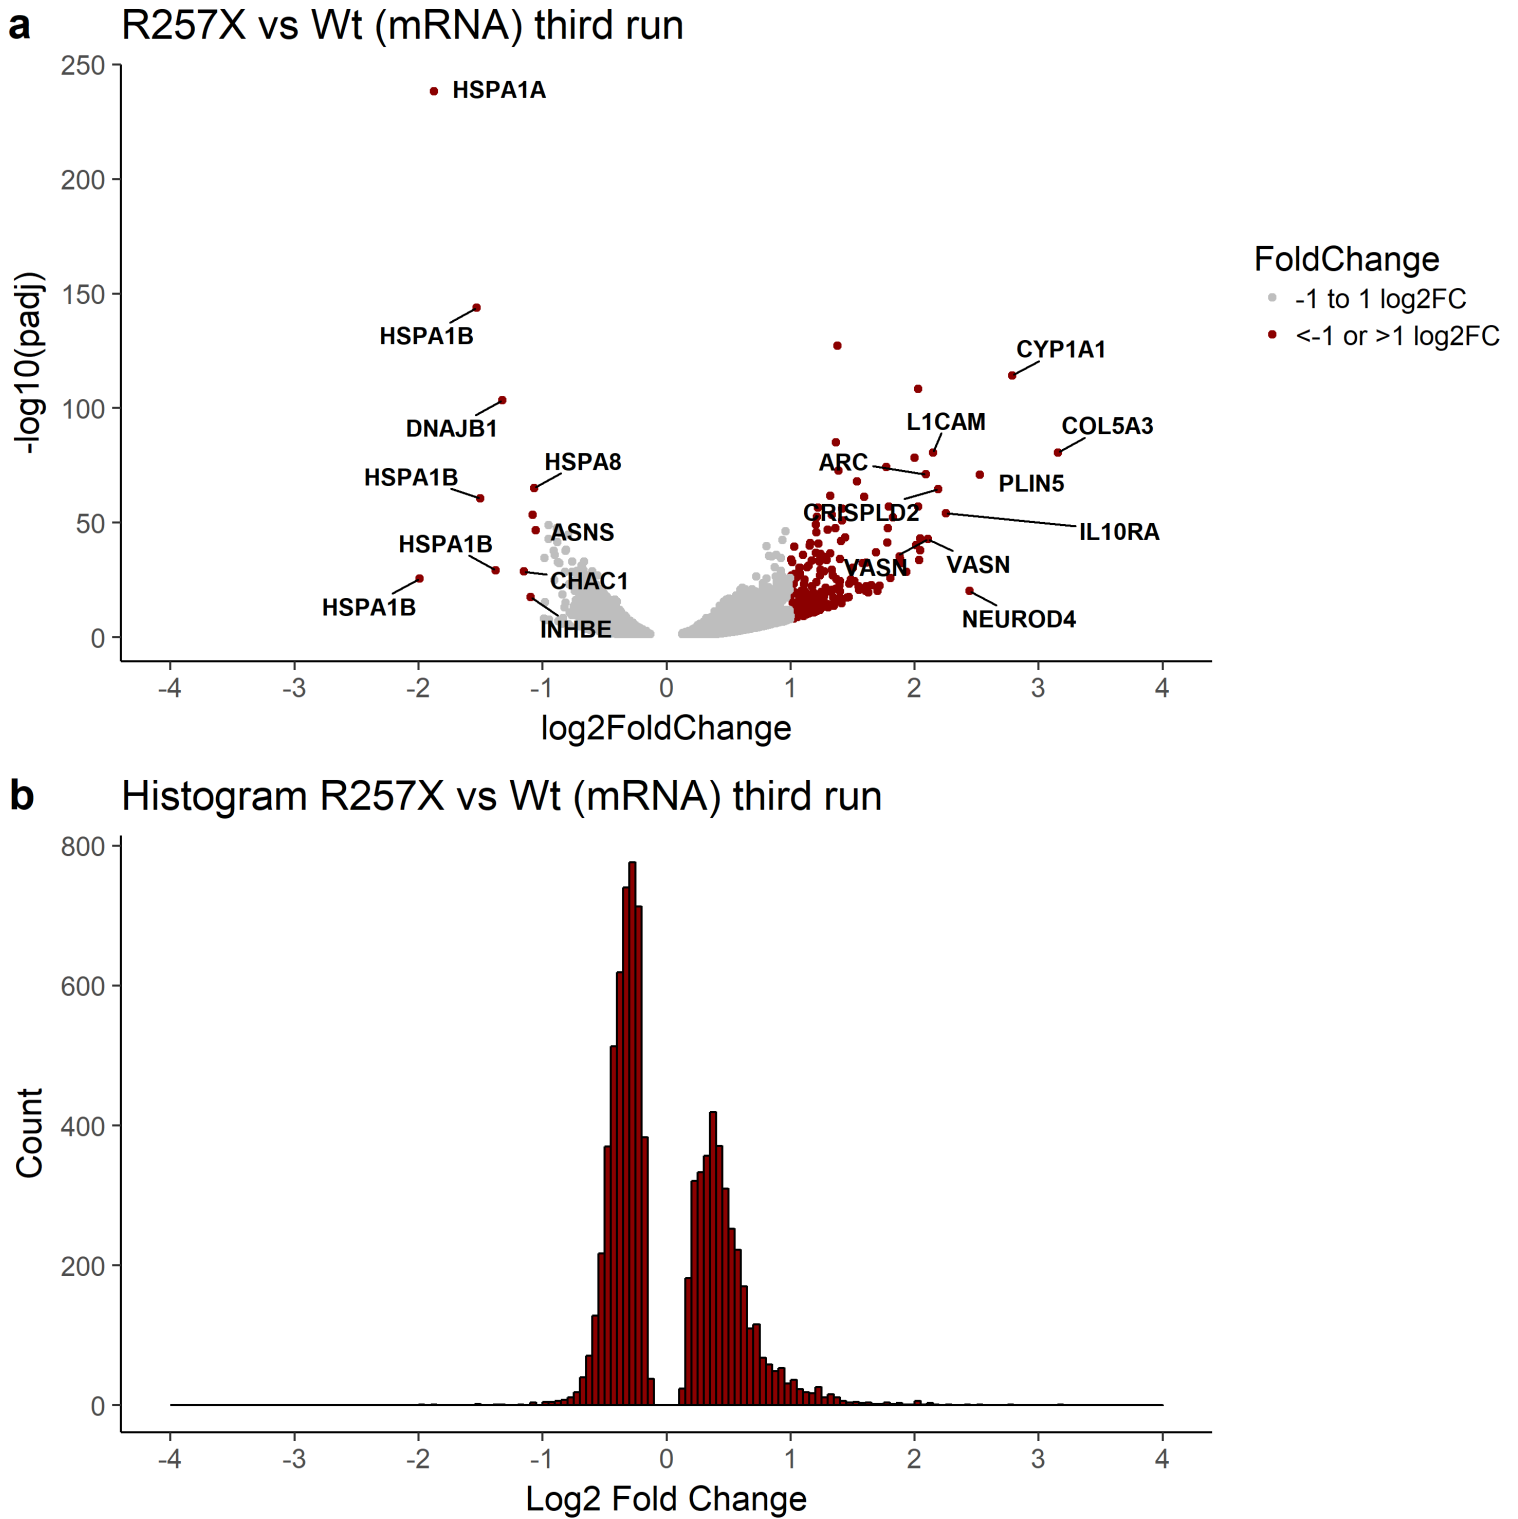 a R257X vs Wt (mRNA) third run
250
200
150
100
50
0
-log10(padj)
HSPA1A
HSPA1B
DNAJB1
HSPA1B
HSPA8
ASNS
HSPA1B
CHAC1
HSPA1B
INHBE
CYP1A1
L1CAM
COL5A3
ARC
PLIN5
CRISPLD2
IL10RA
VASN
VASN
NEUROD4
-4 -3 -2 -1 0 1 2 3 4
log2FoldChange
FoldChange
-1 to 1 log2FC
<-1 or >1 log2FC
b Histogram R257X vs Wt (mRNA) third run
800
600
400
200
0
Count
-4 -3 -2 -1 0 1 2 3 4
Log2 Fold Change